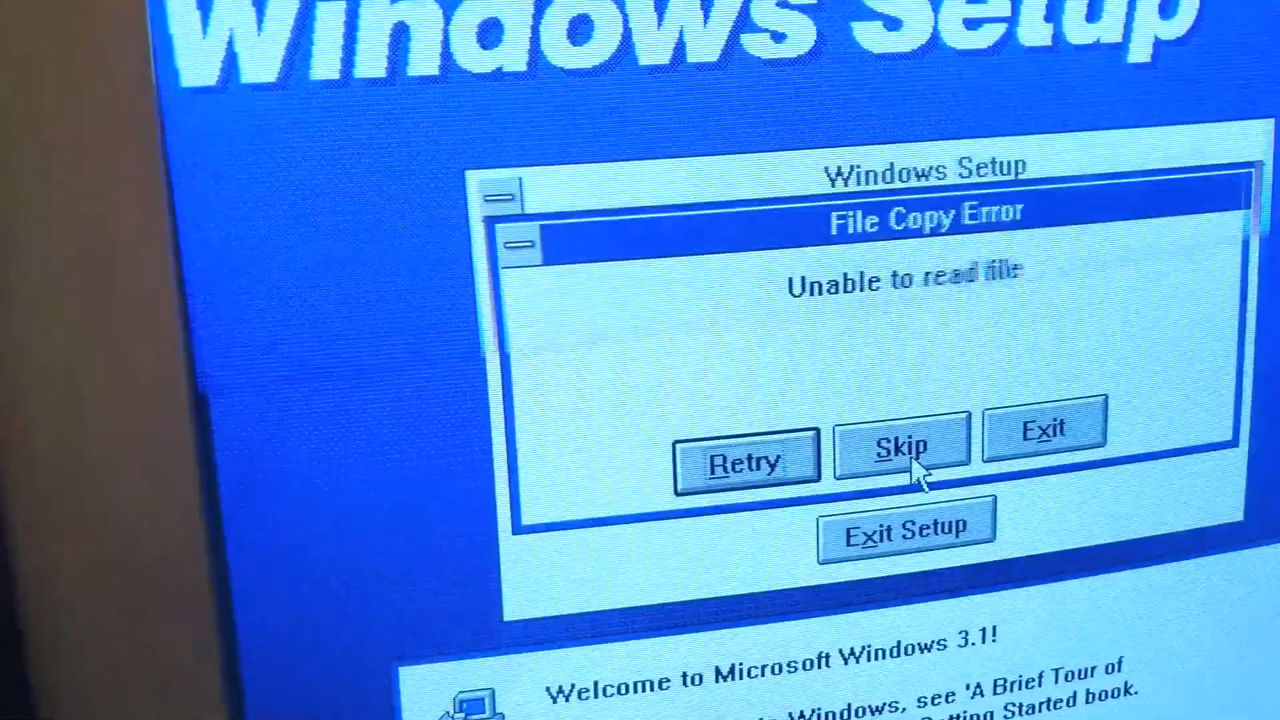 Windows Setup
Windows Setup
File Copy Error
Unable to read file
Retry
Skip
Exit
Exit Setup
Welcome to Microsoft Windows 3.1!
Windows, see 'A Brief Tour of
Started book.